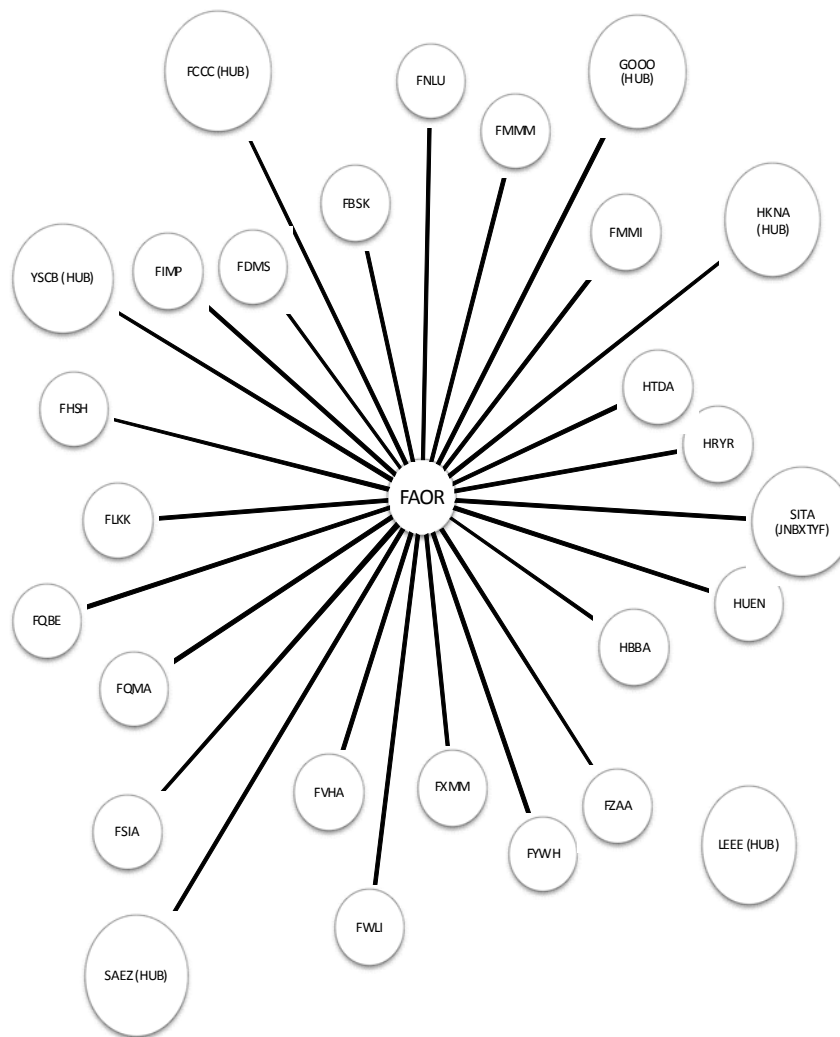 FCCC (HUB)
FNLU
GOOO
(HUB)
FMMM
FBSK
HKNA
(HUB)
FMMI
YSCB (HUB)
FIMP
FDMS
HTDA
FHSH
HRYR
FAOR
SITA
(JNBXTYF)
FLKK
HUEN
FQBE
HBBA
FQMA
FVHA
FXMM
FZAA
FSIA
LEEE (HUB)
FYWH
FWLI
SAEZ (HUB)